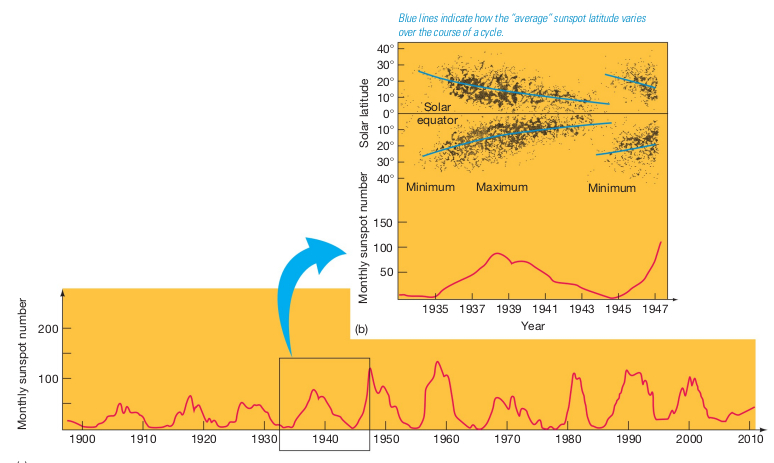 Blue lines indicate how the “average” sunspot latitude varies
over the course of a cycle.
40°
30°
20°
10°
0°
10°
20°
30°
40°
Solar latitude
Solar
equator
Minimum
Maximum
Minimum
Monthly sunspot number
150
100
50
1935
1937
1939
1941
1943
1945
1947
Year
(b)
Monthly sunspot number
200
100
1900
1910
1920
1930
1940
1950
1960
1970
1980
1990
2000
2010